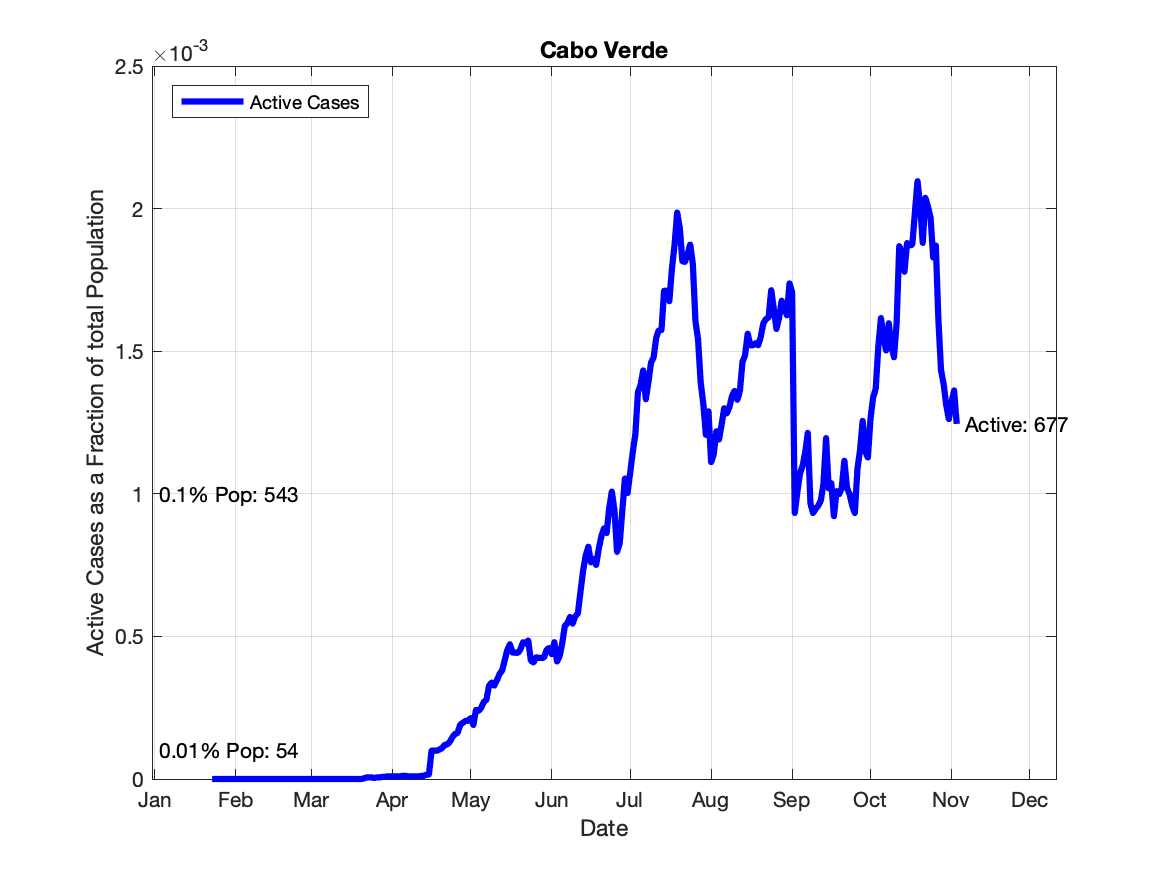 Cabo Verde
×10-3
2.5
2
1.5
1
0.5
0
Active Cases
Active: 677
0.1% Pop: 543
0.01% Pop: 54
Jan Feb Mar Apr May Jun Jul Aug Sep Oct Nov Dec
Date
Active Cases as a Fraction of total Population